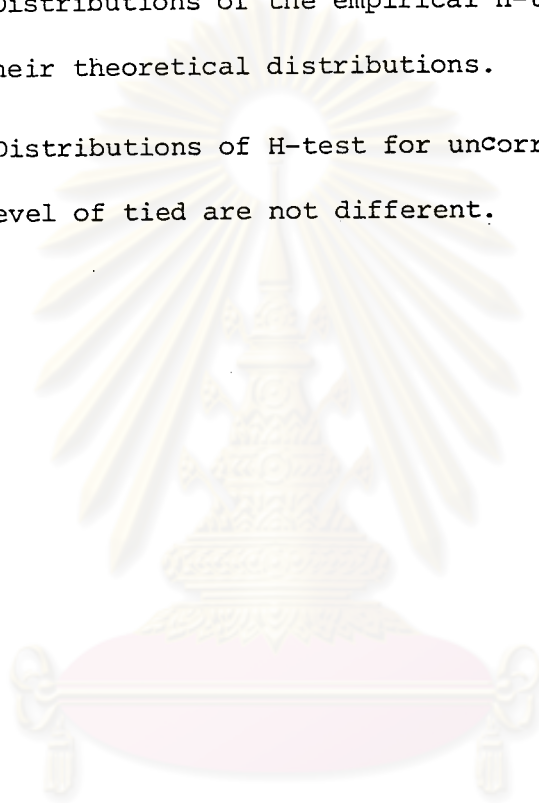 Distributions of the empirical H-t
heir theoretical distributions.
Distributions of H-test for uncorr
evel of tied are not different.